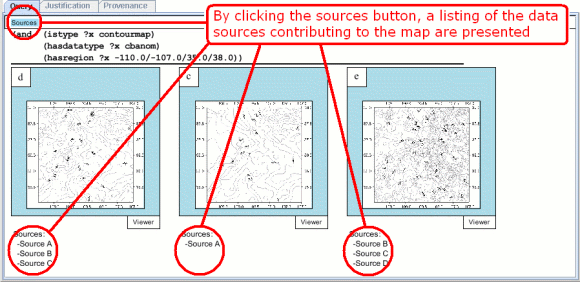 Query Justification Provenance
By clicking the sources button, a listing of the data
sources contributing to the map are presented
Sources
(and (istype ?x contourmap)
(hasdatatype ?x cbanom)
(hasregion ?x -110.0/-107.0/35.0/38.0))
d c e
Viewer Viewer Viewer
Sources: Sources: Sources:
-Source A -Source A -Source B
-Source B -Source C
-Source C -Source D